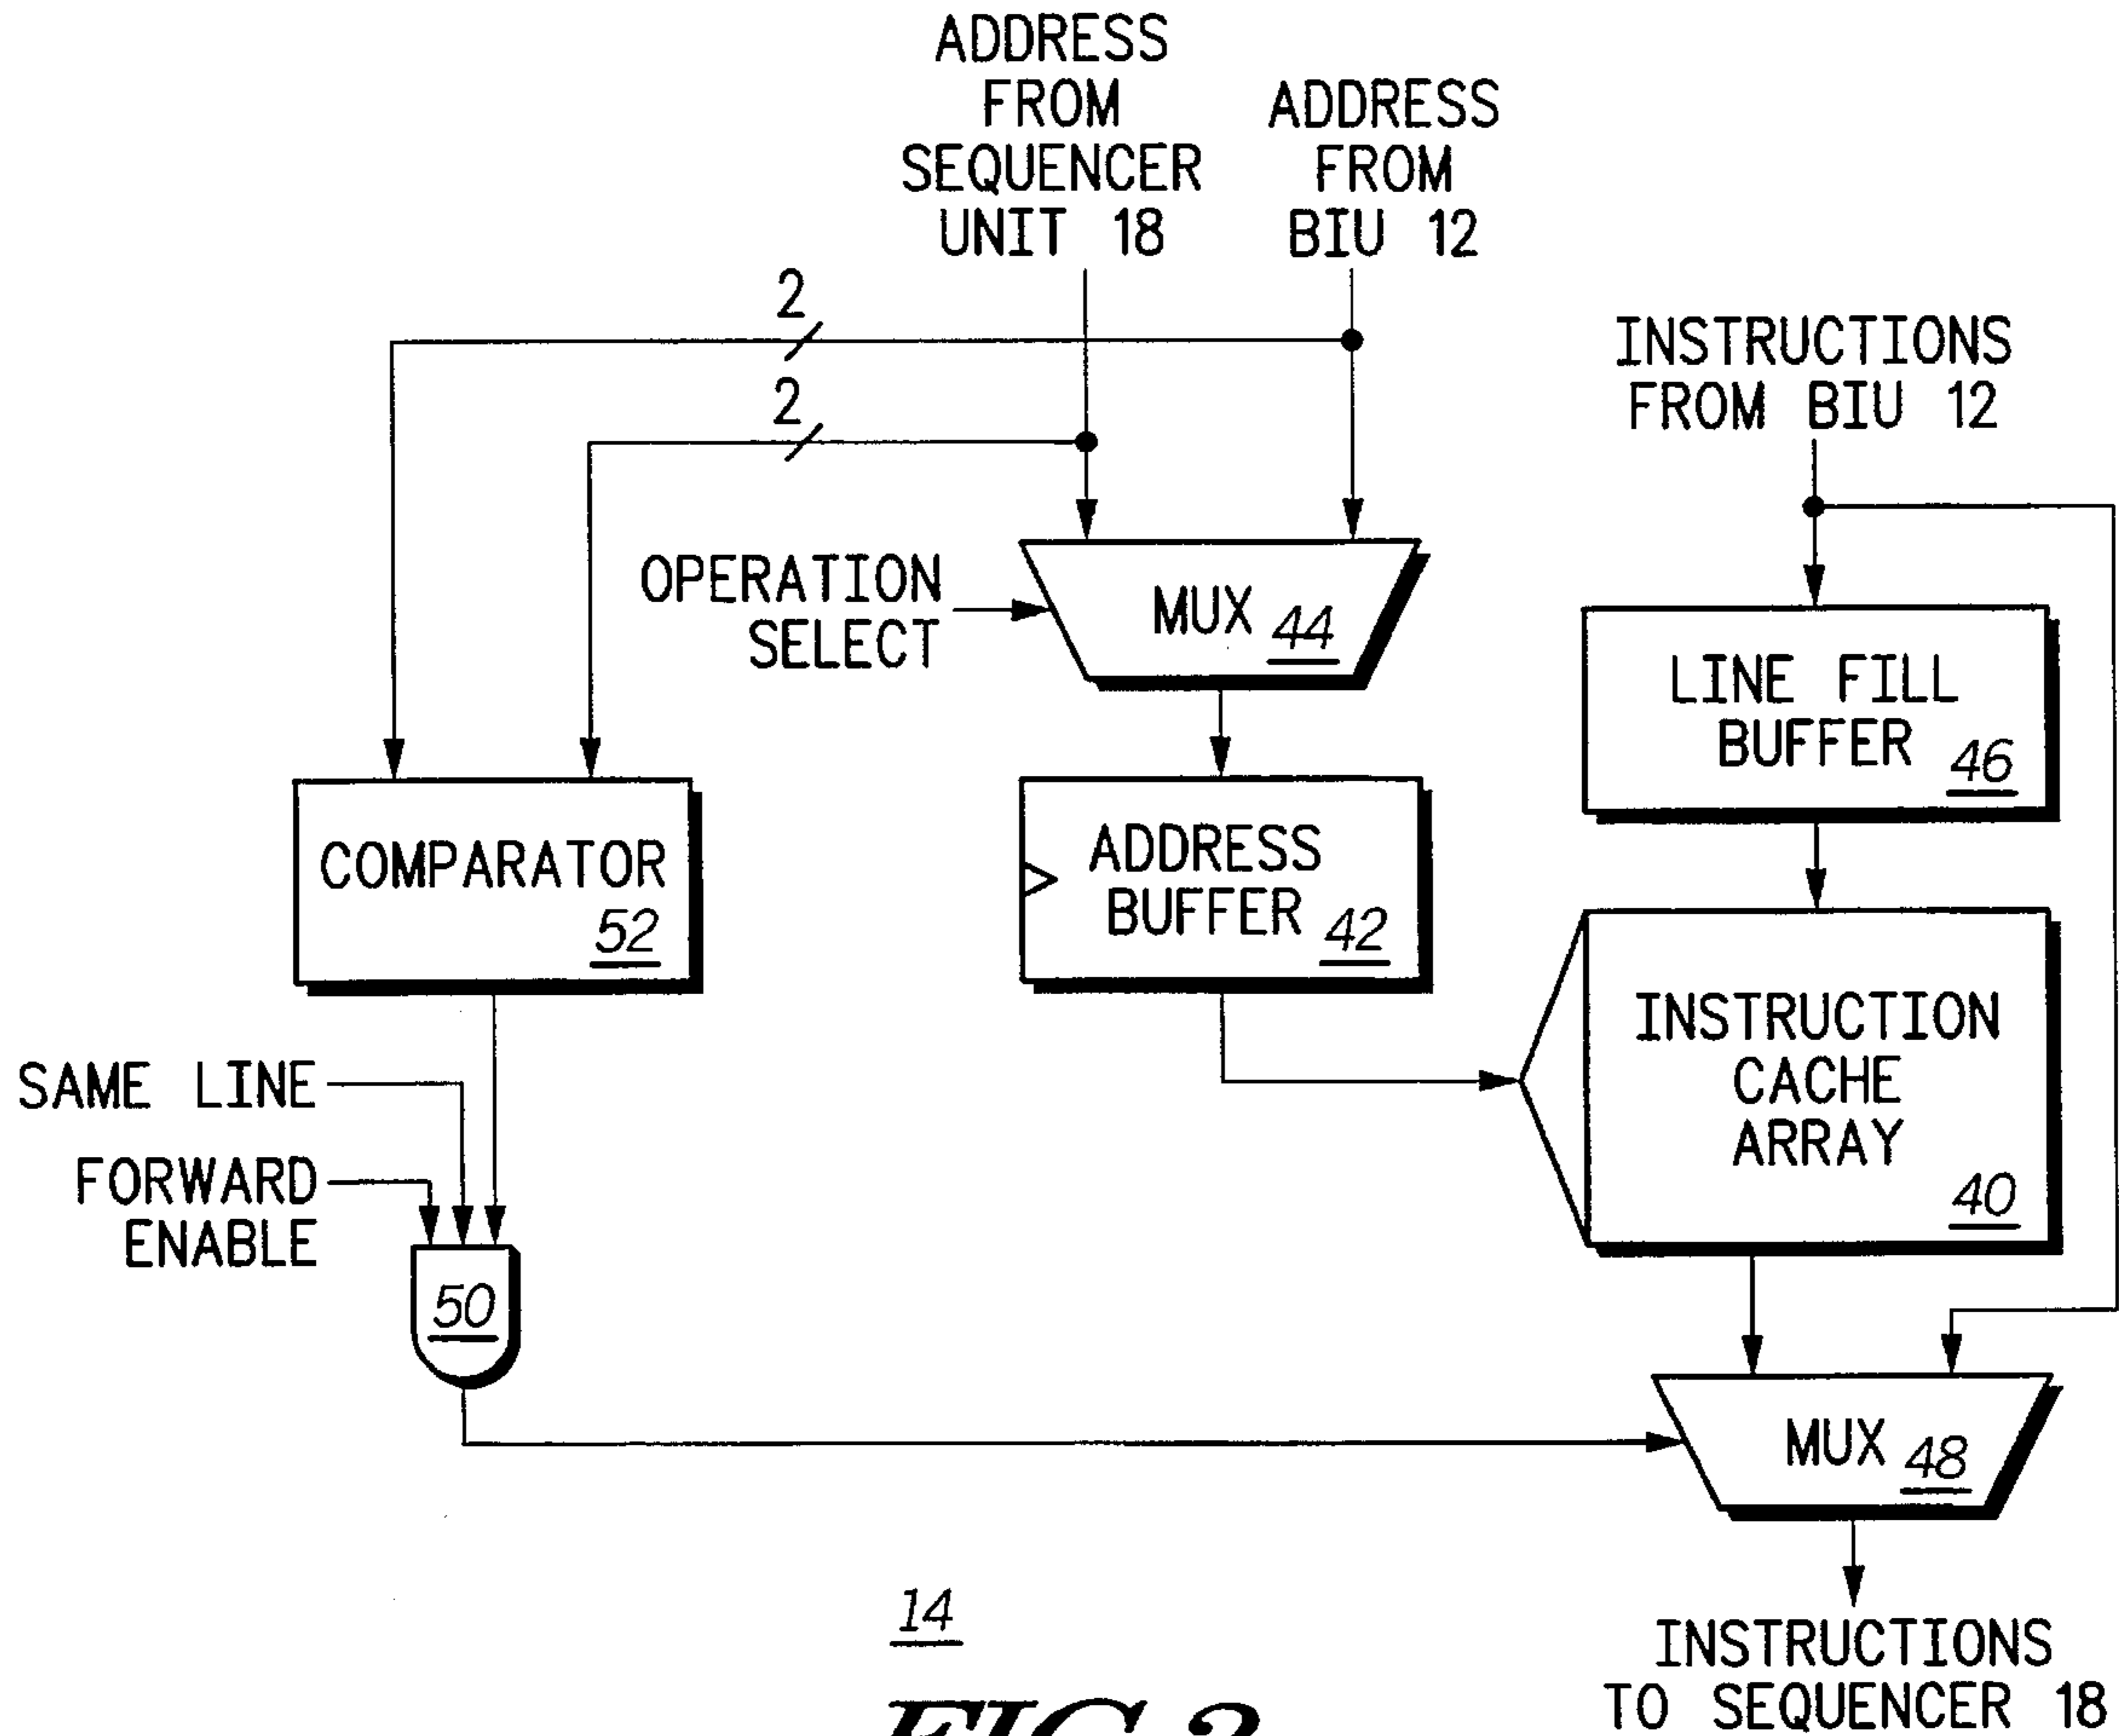 ADDRESS
FROM
SEQUENCER
UNIT 18
ADDRESS
FROM
BIU 12
2
2
INSTRUCTIONS
FROM BIU 12
OPERATION
SELECT
MUX 44
LINE FILL
BUFFER 46
COMPARATOR
52
ADDRESS
BUFFER 42
INSTRUCTION
CACHE
ARRAY
40
SAME LINE
FORWARD
ENABLE
50
MUX 48
14
INSTRUCTIONS
TO SEQUENCER 18
FIG.2